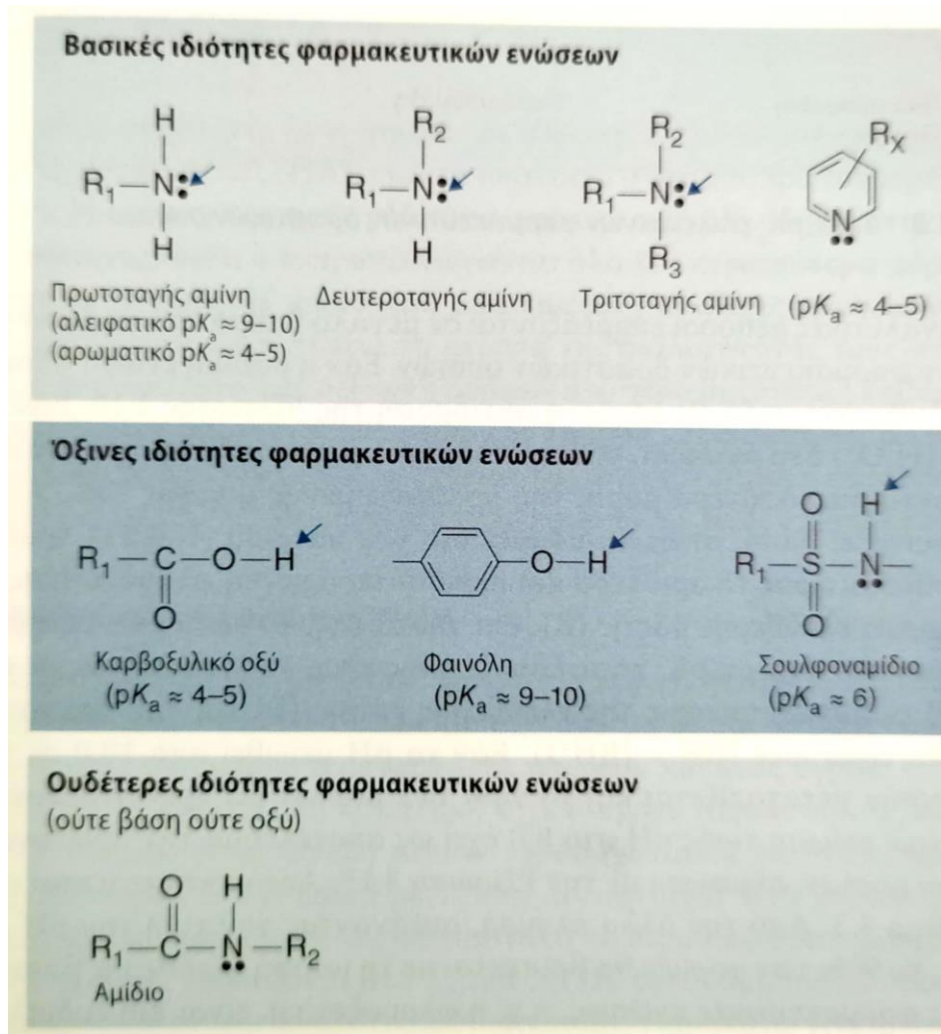 Βασικές ιδιότητες φαρμακευτικών ενώσεων
H
R₁—N:
H
R₂
R₁—N:
H
R₂
R₁—N:
R₃
Rₓ
N
Πρωτοταγής αμίνη
(αλειφατικό pKₐ ≈ 9–10)
(αρωματικό pKₐ ≈ 4–5)
Δευτεροταγής αμίνη
Τριτοταγής αμίνη
(pKₐ ≈ 4–5)
Όξινες ιδιότητες φαρμακευτικών ενώσεων
R₁—C—O—H
O
Καρβοξυλικό οξύ
(pKₐ ≈ 4–5)
O—H
Φαινόλη
(pKₐ ≈ 9–10)
O H
R₁—S—N—
O
Σουλφοναμίδιο
(pKₐ ≈ 6)
Ουδέτερες ιδιότητες φαρμακευτικών ενώσεων
(ούτε βάση ούτε οξύ)
O H
R₁—C—N—R₂
Αμίδιο